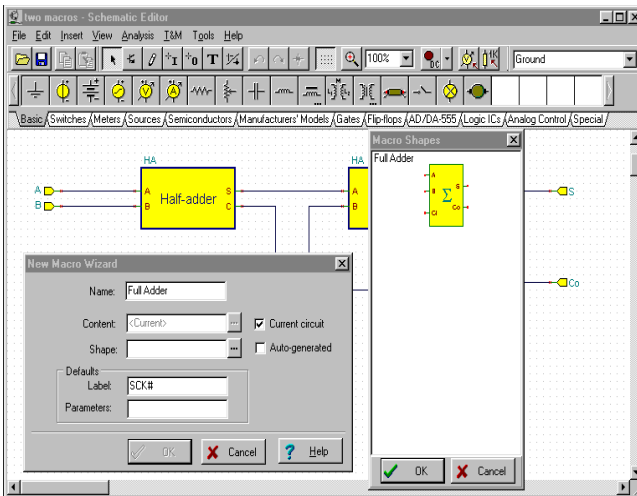 two macros - Schematic Editor
File Edit Insert View Analysis T&M Tools Help
100% DC Ground
Basic Switches Meters Sources Semiconductors Manufacturers' Models Gates Flip-flops AD/DA-555 Logic ICs Analog Control Special
Macro Shapes
Full Adder
A
S
Σ
CI
Co
HA
HA
A
B
A
B
Half-adder
S
C
A
B
S
Co
New Macro Wizard
Name: Full Adder
Content: <Current> ... Current circuit
Shape: ... Auto-generated
Defaults
Label: SCK#
Parameters:
OK Cancel Help
OK Cancel